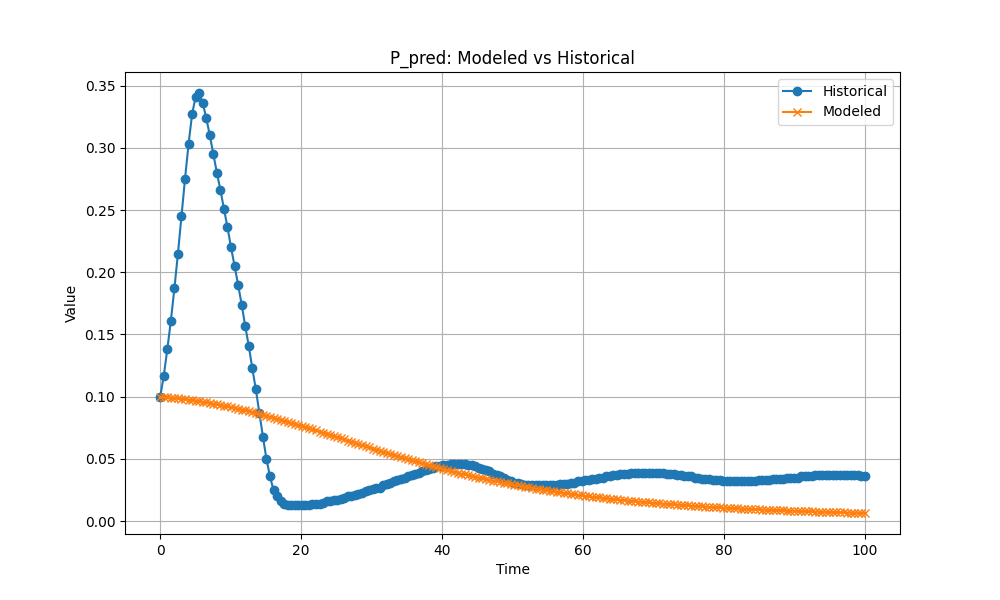 P_pred: Modeled vs Historical
Historical
Modeled
Value
0.35
0.30
0.25
0.20
0.15
0.10
0.05
0.00
0 20 40 60 80 100
Time